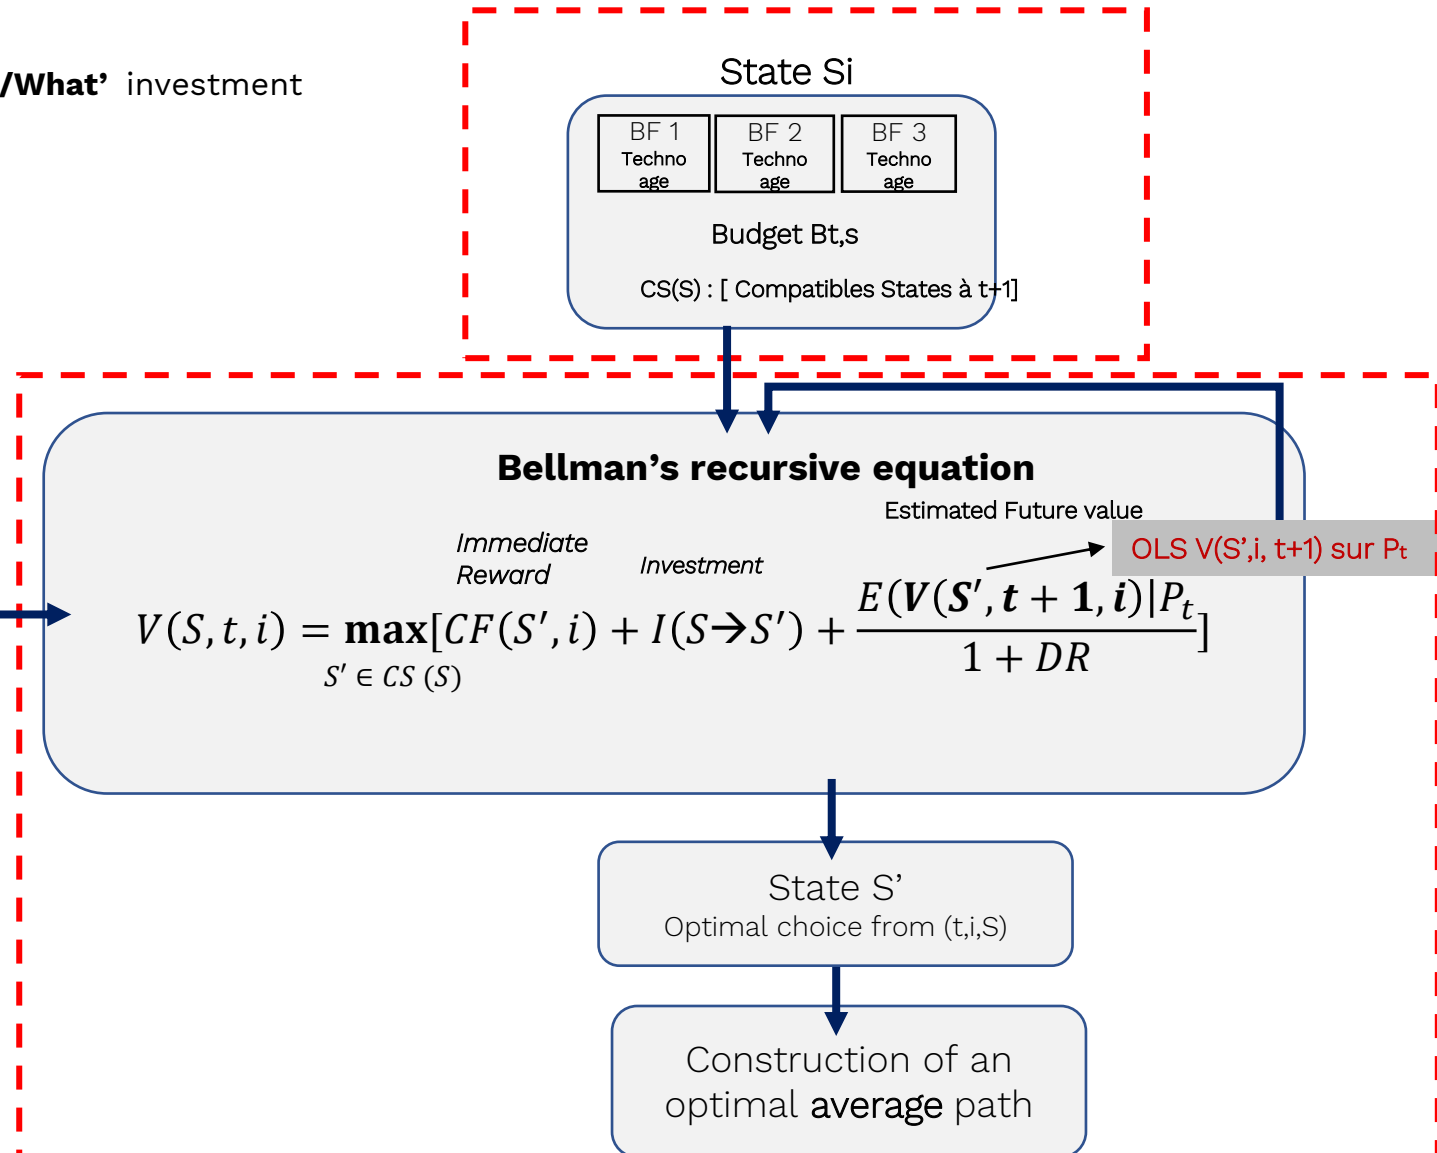 /What’ investment
State Si
BF 1
Techno
age
BF 2
Techno
age
BF 3
Techno
age
Budget Bt,s
CS(S) : [ Compatibles States à t+1]
Bellman’s recursive equation
Estimated Future value
Immediate
Reward
Investment
OLS V(S’,i, t+1) sur Pt
V(S, t, i) = max[CF(S′, i) + I(S→S′) + E(V(S′, t + 1, i)|P_t / 1 + DR]
S′ ∈ CS (S)
State S’
Optimal choice from (t,i,S)
Construction of an
optimal average path